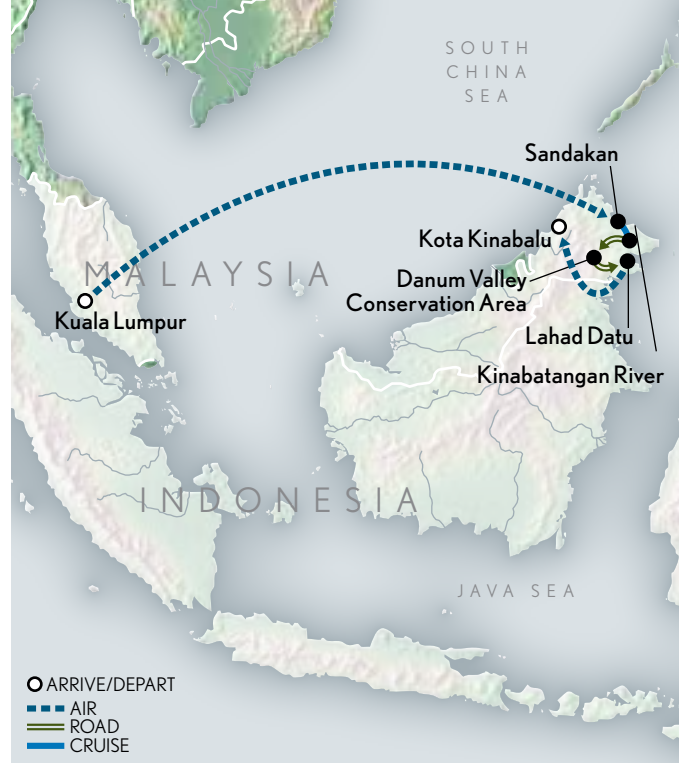 SOUTH
CHINA
SEA
Sandakan
Kota Kinabalu
MALAYSIA
Danum Valley
Conservation Area
Kuala Lumpur
Lahad Datu
Kinabatangan River
INDONESIA
JAVA SEA
ARRIVE/DEPART
AIR
ROAD
CRUISE